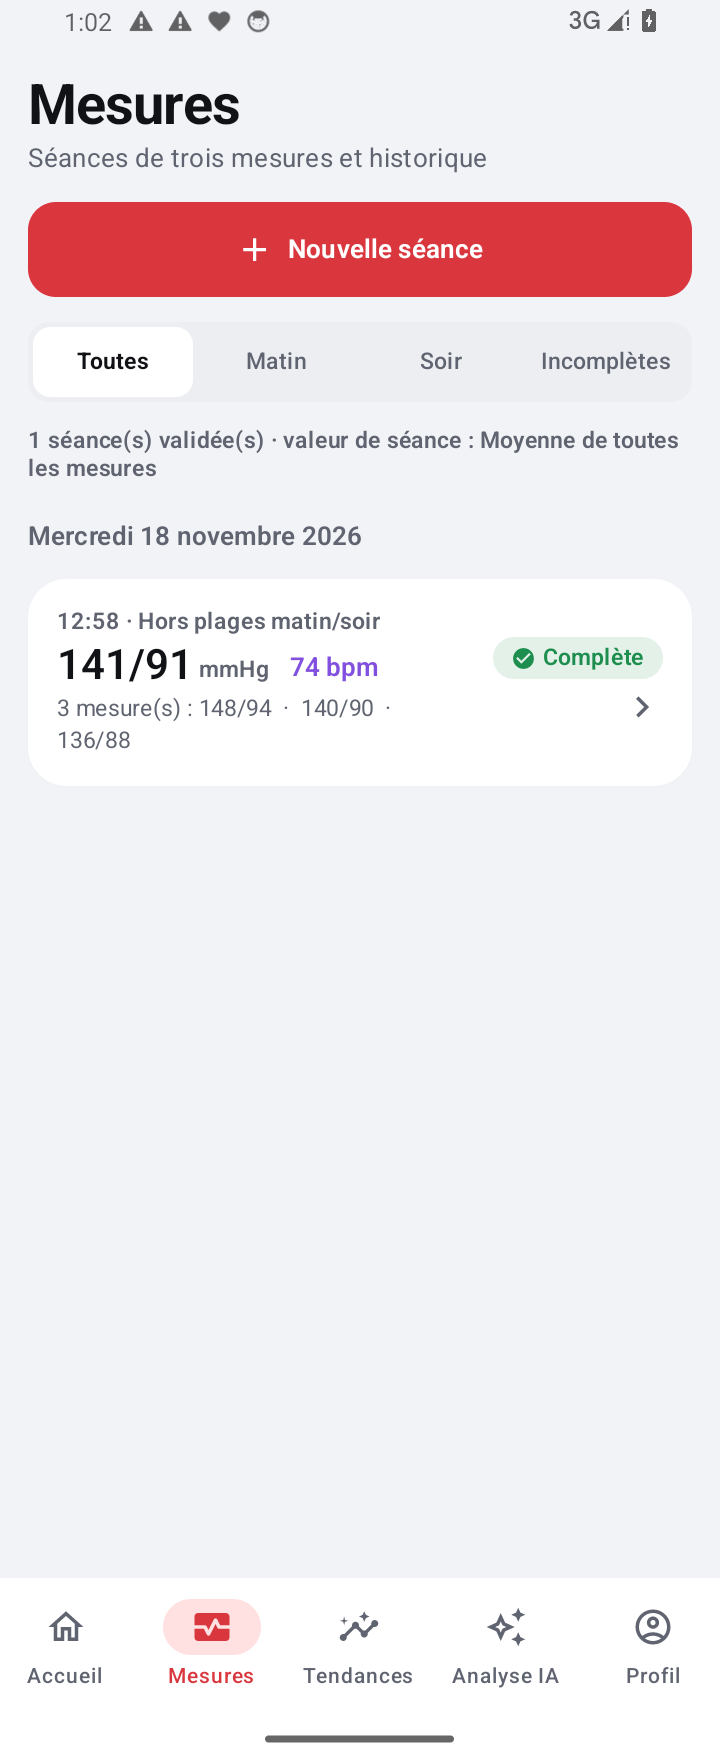 1:02
3G
Mesures
Séances de trois mesures et historique
Nouvelle séance
Toutes
Matin
Soir
Incomplètes
1 séance(s) validée(s) · valeur de séance : Moyenne de toutes
les mesures
Mercredi 18 novembre 2026
12:58 · Hors plages matin/soir
141/91 mmHg 74 bpm
Complète
3 mesure(s) : 148/94 · 140/90 ·
136/88
Accueil
Mesures
Tendances
Analyse IA
Profil